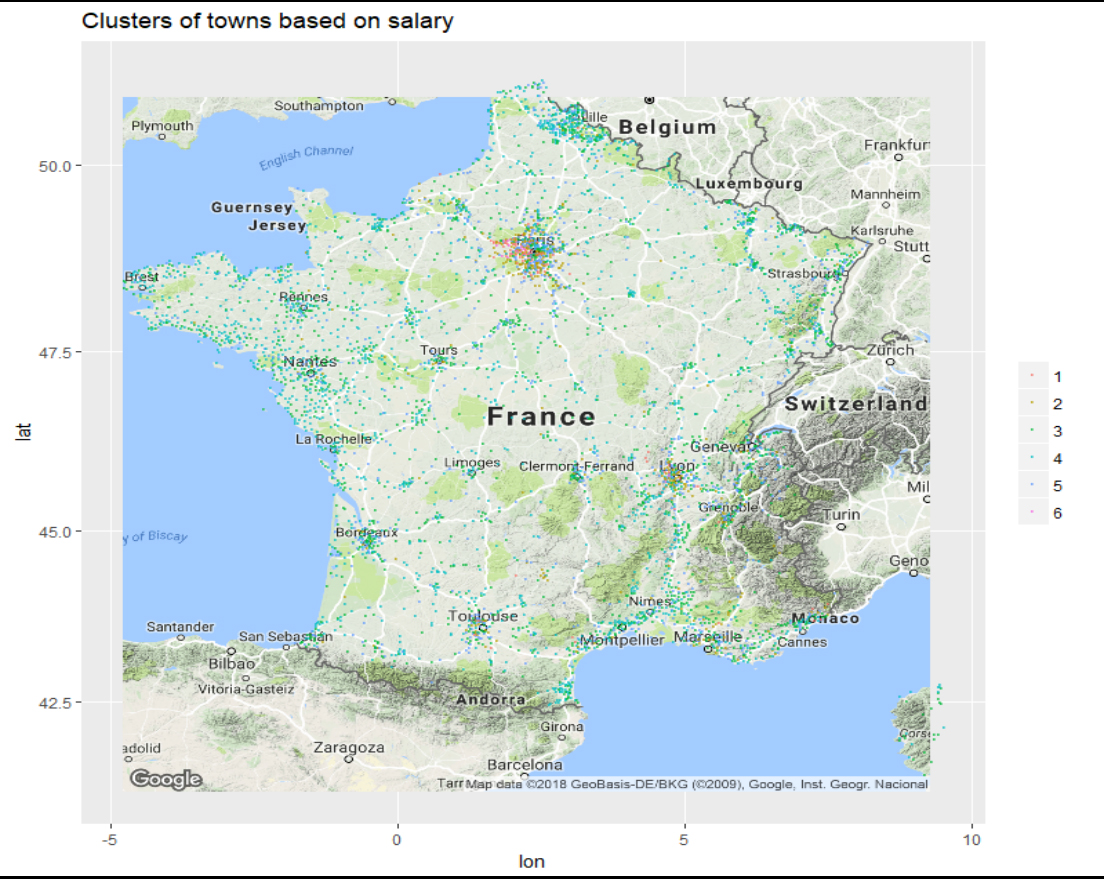 Clusters of towns based on salary
Southampton
Plymouth
Lille
Belgium
English Channel
Frankfurt
50.0
Luxembourg
Mannheim
Guernsey
Jersey
Karlsruhe
Paris
Stutt
Strasbourg
Brest
Rennes
47.5
Tours
Zürich
Nantes
1
2
Switzerland
France
3
lat
La Rochelle
Geneva
4
Limoges
Clermont-Ferrand
Lyon
5
Mil
Grenoble
6
Turin
45.0
Bordeaux
y of Biscay
Geno
Nimes
Toulouse
Monaco
Santander
San Sebastian
Montpellier
Marseille
Cannes
Bilbao
Vitoria-Gasteiz
42.5
Andorra
Girona
Corse
adolid
Zaragoza
Barcelona
Google
Tarr
Map data ©2018 GeoBasis-DE/BKG (©2009), Google, Inst. Geogr. Nacional
-5
0
5
10
lon